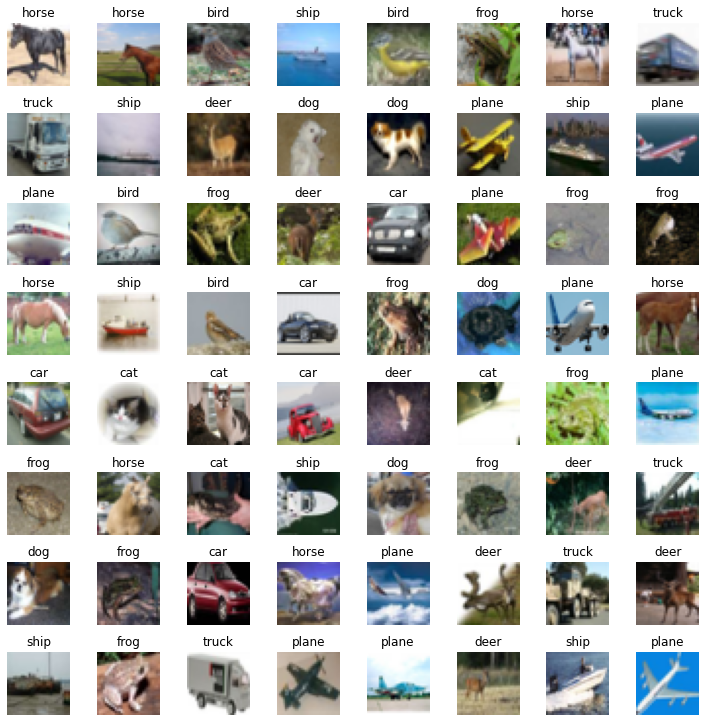 horse horse bird ship bird frog horse truck
truck ship deer dog dog plane ship plane
plane bird frog deer car plane frog frog
horse ship bird car frog dog plane horse
car cat cat car deer cat frog plane
frog horse cat ship dog frog deer truck
dog frog car horse plane deer truck deer
ship frog truck plane plane deer ship plane